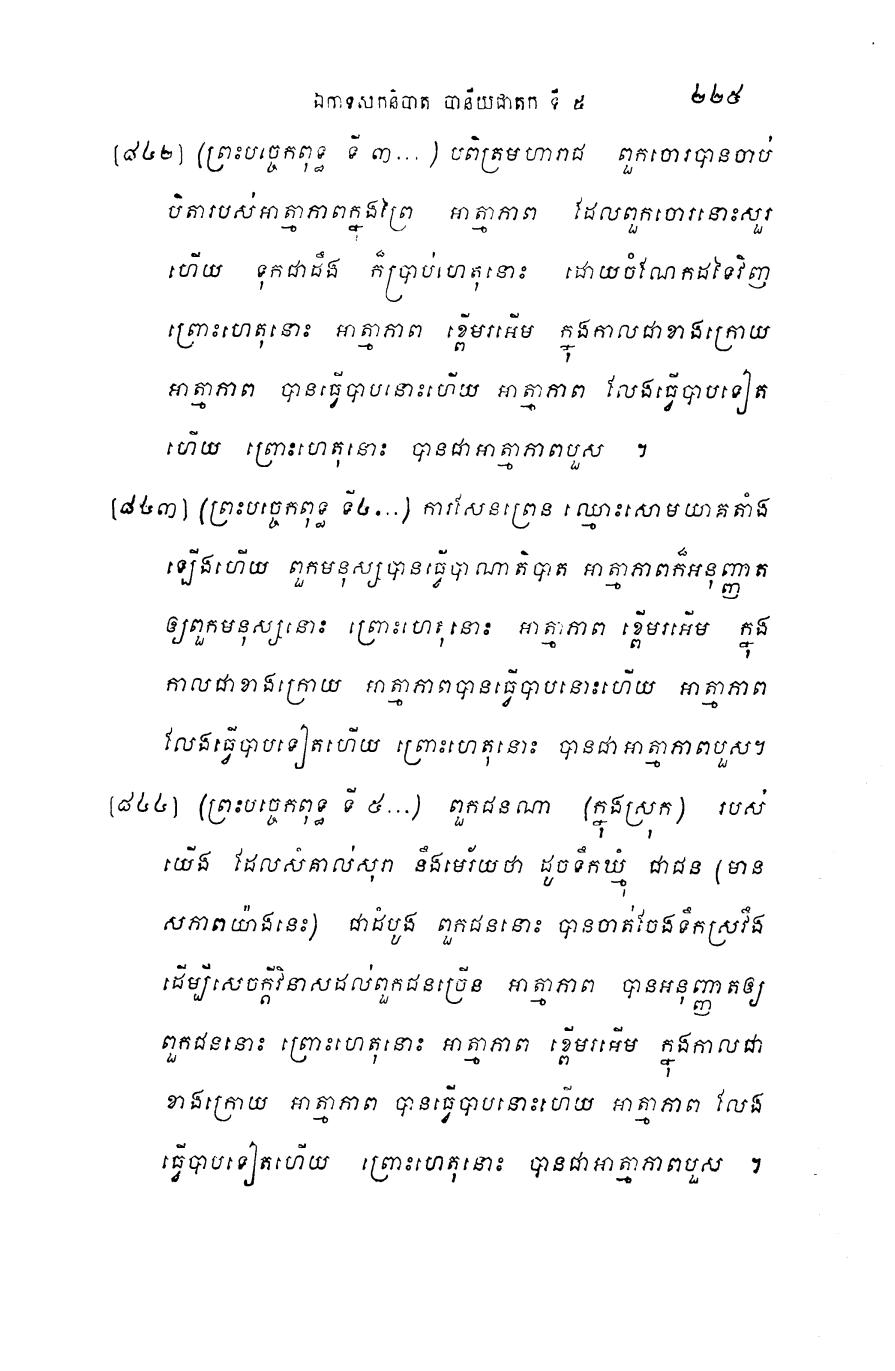 ឯកាទសកនិបាត បានីយជាតក ទី ៥ ២២៥
[៨៤២] (ព្រះបច្ចេកពុទ្ធ ទី ៣...) បពិត្រមហារាជ ពួកចោរបានចាប់
បិតារបស់អាត្មាភាពក្នុងព្រៃ អាត្មាភាព ដែលពួកចោរនោះសួរ
ហើយ ទុកជាដឹង ក៏ប្រាប់ហេតុនោះ ដោយចំណែកដទៃវិញ
ព្រោះហេតុនោះ អាត្មាភាព ខ្ពើមរអើម ក្នុងកាលជាខាងក្រោយ
អាត្មាភាព បានធ្វើបាបនោះហើយ អាត្មាភាព លែងធ្វើបាបទៀត
ហើយ ព្រោះហេតុនោះ បានជាអាត្មាភាពបួស ។
[៨៤៣] (ព្រះបច្ចេកពុទ្ធ ទី៤...) ការសែនព្រេន ឈ្មោះសោមយាគតាំង
ឡើងហើយ ពួកមនុស្សបានធ្វើបាណាតិបាត អាត្មាភាពក៏អនុញ្ញាត
ឲ្យពួកមនុស្សនោះ ព្រោះហេតុនោះ អាត្មាភាព ខ្ពើមរអើម ក្នុង
កាលជាខាងក្រោយ អាត្មាភាពបានធ្វើបាបនោះហើយ អាត្មាភាព
លែងធ្វើបាបទៀតហើយ ព្រោះហេតុនោះ បានជាអាត្មាភាពបួស។
[៨៤៤] (ព្រះបច្ចេកពុទ្ធ ទី ៥...) ពួកជនណា (ក្នុងស្រុក) របស់
យើង ដែលសំគាល់សុរា នឹងមេរ័យថា ដូចទឹកឃ្មុំ ជាជន (មាន
សភាពយ៉ាងនេះ) ជាដំបូង ពួកជននោះ បានចាត់ចែងទឹកស្រវឹង
ដើម្បីសេចក្តីវិនាសដល់ពួកជនច្រើន អាត្មាភាព បានអនុញ្ញាតឲ្យ
ពួកជននោះ ព្រោះហេតុនោះ អាត្មាភាព ខ្ពើមរអើម ក្នុងកាលជា
ខាងក្រោយ អាត្មាភាព បានធ្វើបាបនោះហើយ អាត្មាភាព លែង
ធ្វើបាបទៀតហើយ ព្រោះហេតុនោះ បានជាអាត្មាភាពបួស ។